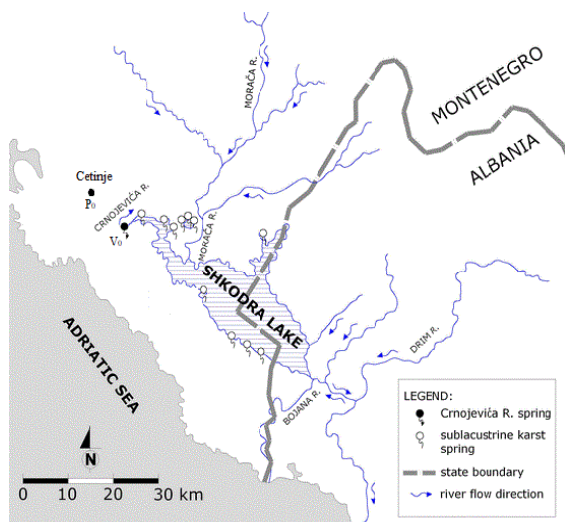 MORAČA R.
MONTENEGRO
ALBANIA
Cetinje
P₀
CRNOJEVIĆA R.
V₀
MORAČA R.
SHKODRA LAKE
ADRIATIC SEA
DRIM R.
BOJANA R.
N
0 10 20 30 km
LEGEND:
Crnojevića R. spring
sublacustrine karst
spring
state boundary
river flow direction